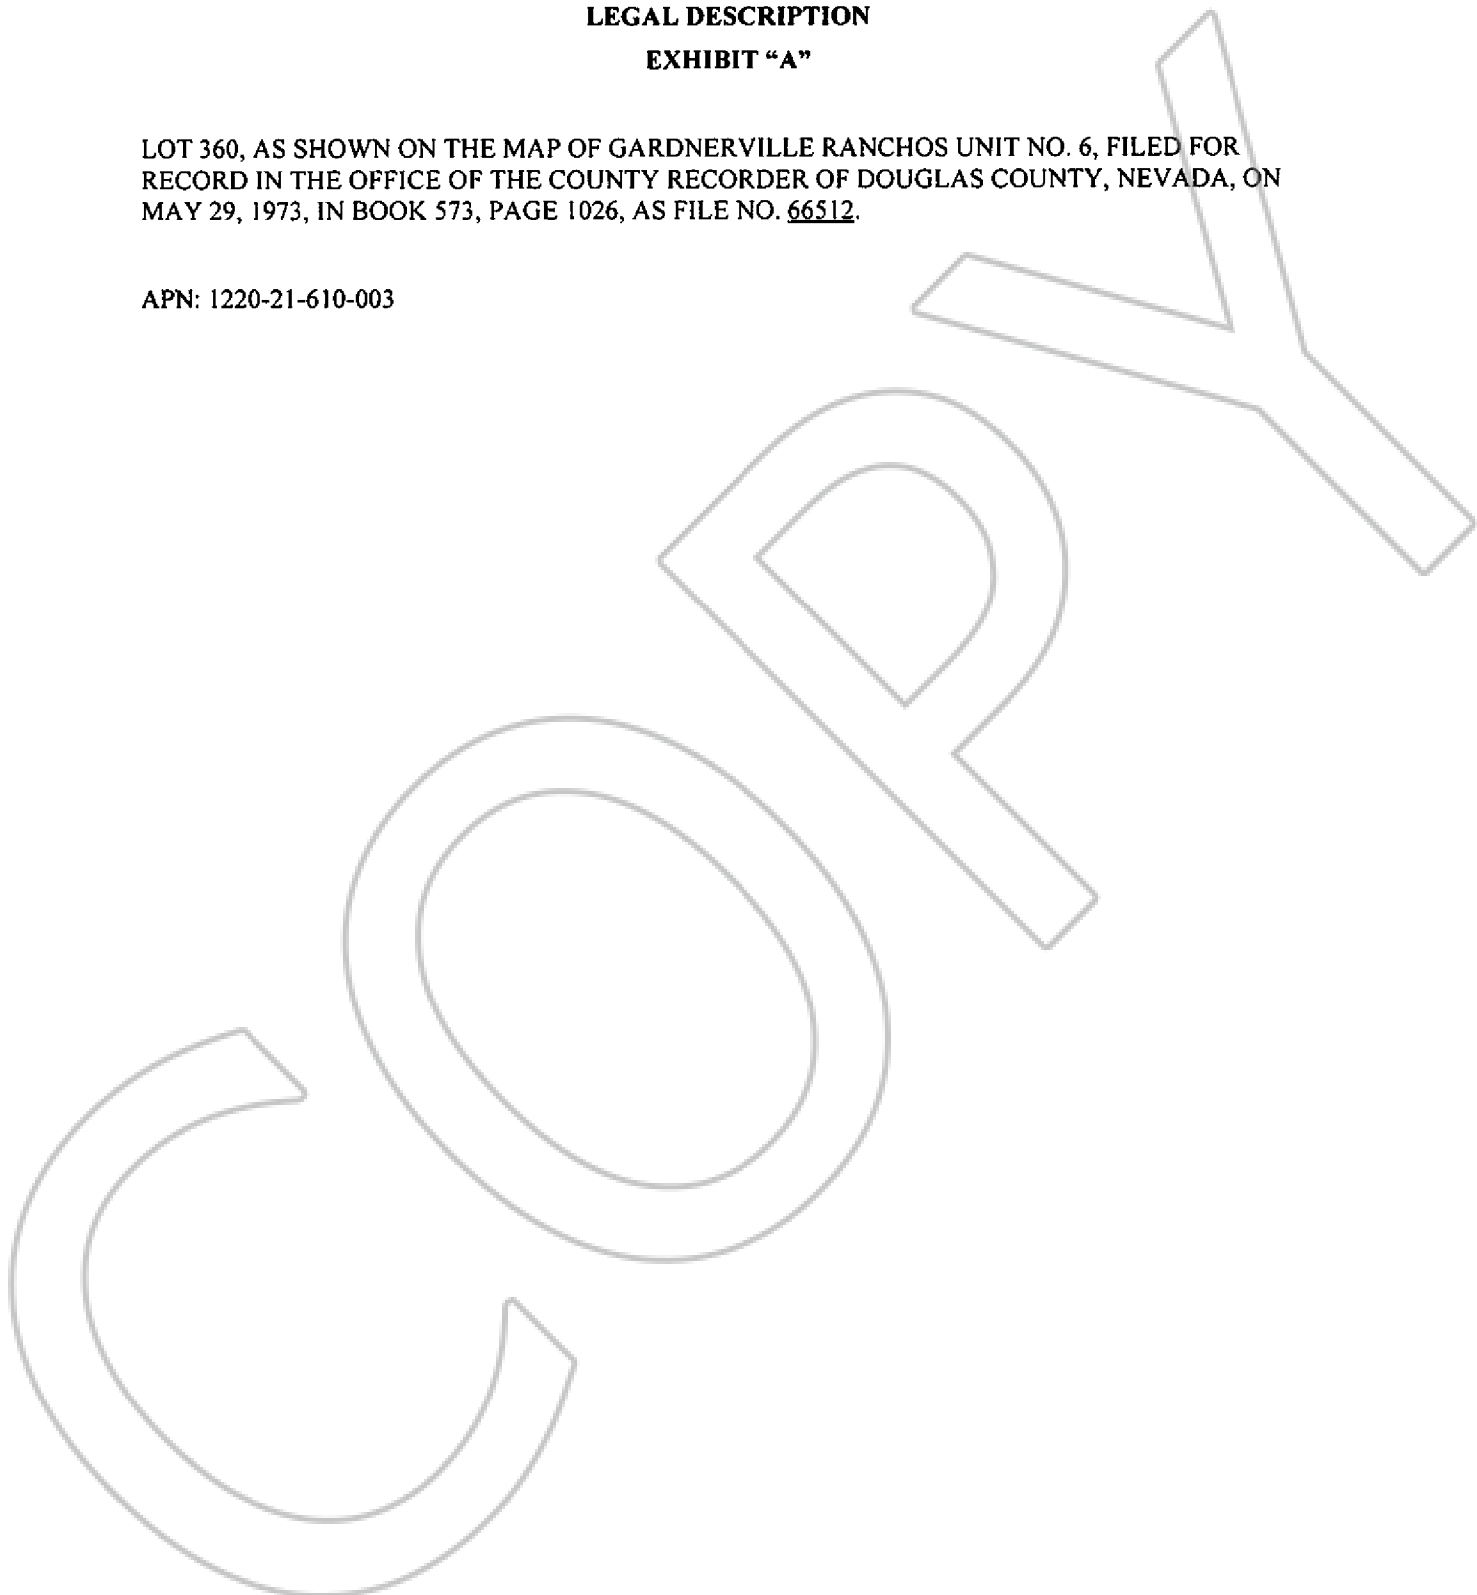 LEGAL DESCRIPTION
EXHIBIT “A”
LOT 360, AS SHOWN ON THE MAP OF GARDNERVILLE RANCHOS UNIT NO. 6, FILED FOR
RECORD IN THE OFFICE OF THE COUNTY RECORDER OF DOUGLAS COUNTY, NEVADA, ON
MAY 29, 1973, IN BOOK 573, PAGE 1026, AS FILE NO. 66512.
APN: 1220-21-610-003
COPY